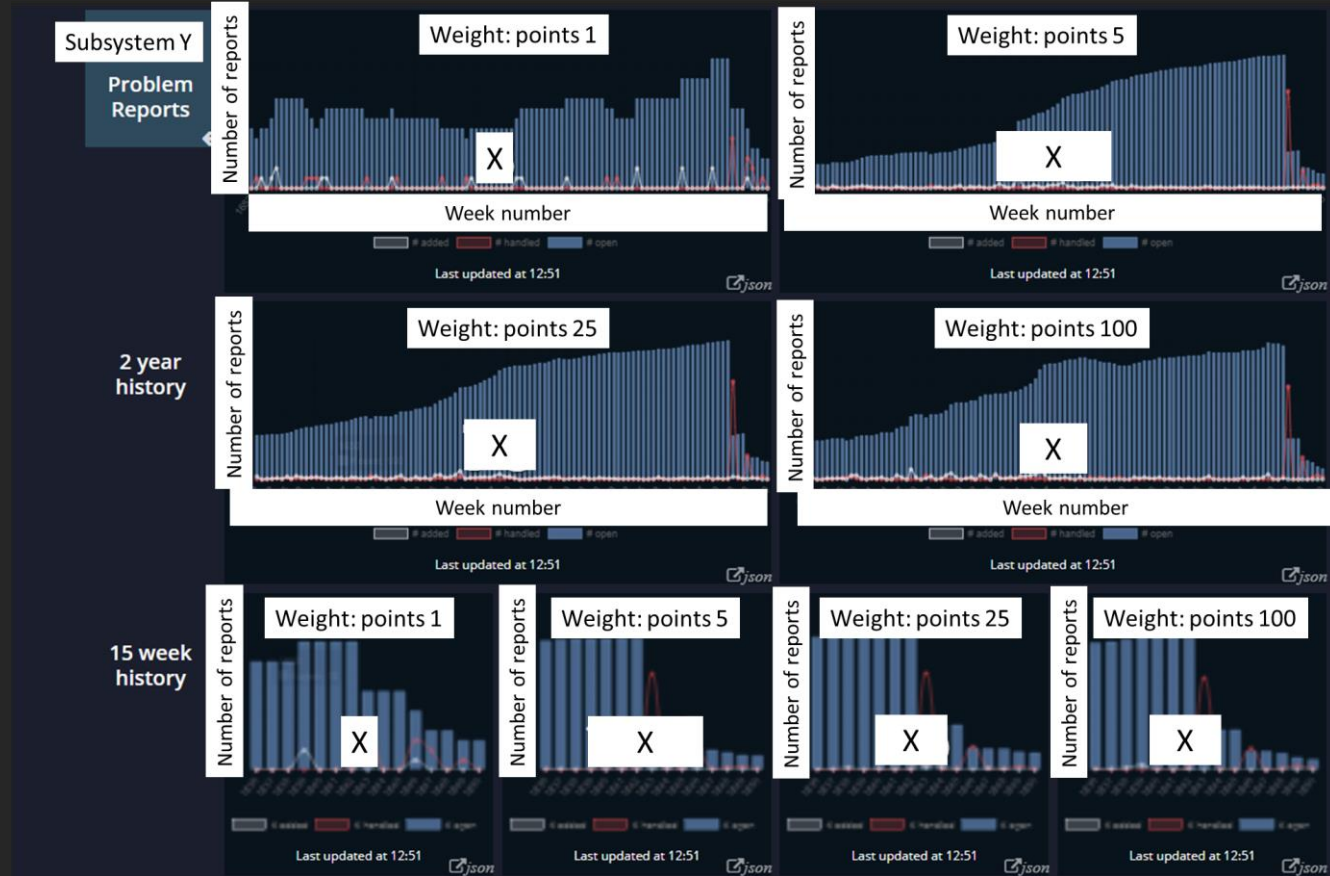 Subsystem Y
Problem
Reports
Number of reports
Weight: points 1
X
Week number
# added # handled # open
Last updated at 12:51
json
Number of reports
Weight: points 5
X
Week number
# added # handled # open
Last updated at 12:51
json
2 year
history
Number of reports
Weight: points 25
X
Week number
# added # handled # open
Last updated at 12:51
json
Number of reports
Weight: points 100
X
Week number
# added # handled # open
Last updated at 12:51
json
15 week
history
Number of reports
Weight: points 1
X
Last updated at 12:51
json
Number of reports
Weight: points 5
X
Last updated at 12:51
json
Number of reports
Weight: points 25
X
Last updated at 12:51
json
Number of reports
Weight: points 100
X
Last updated at 12:51
json